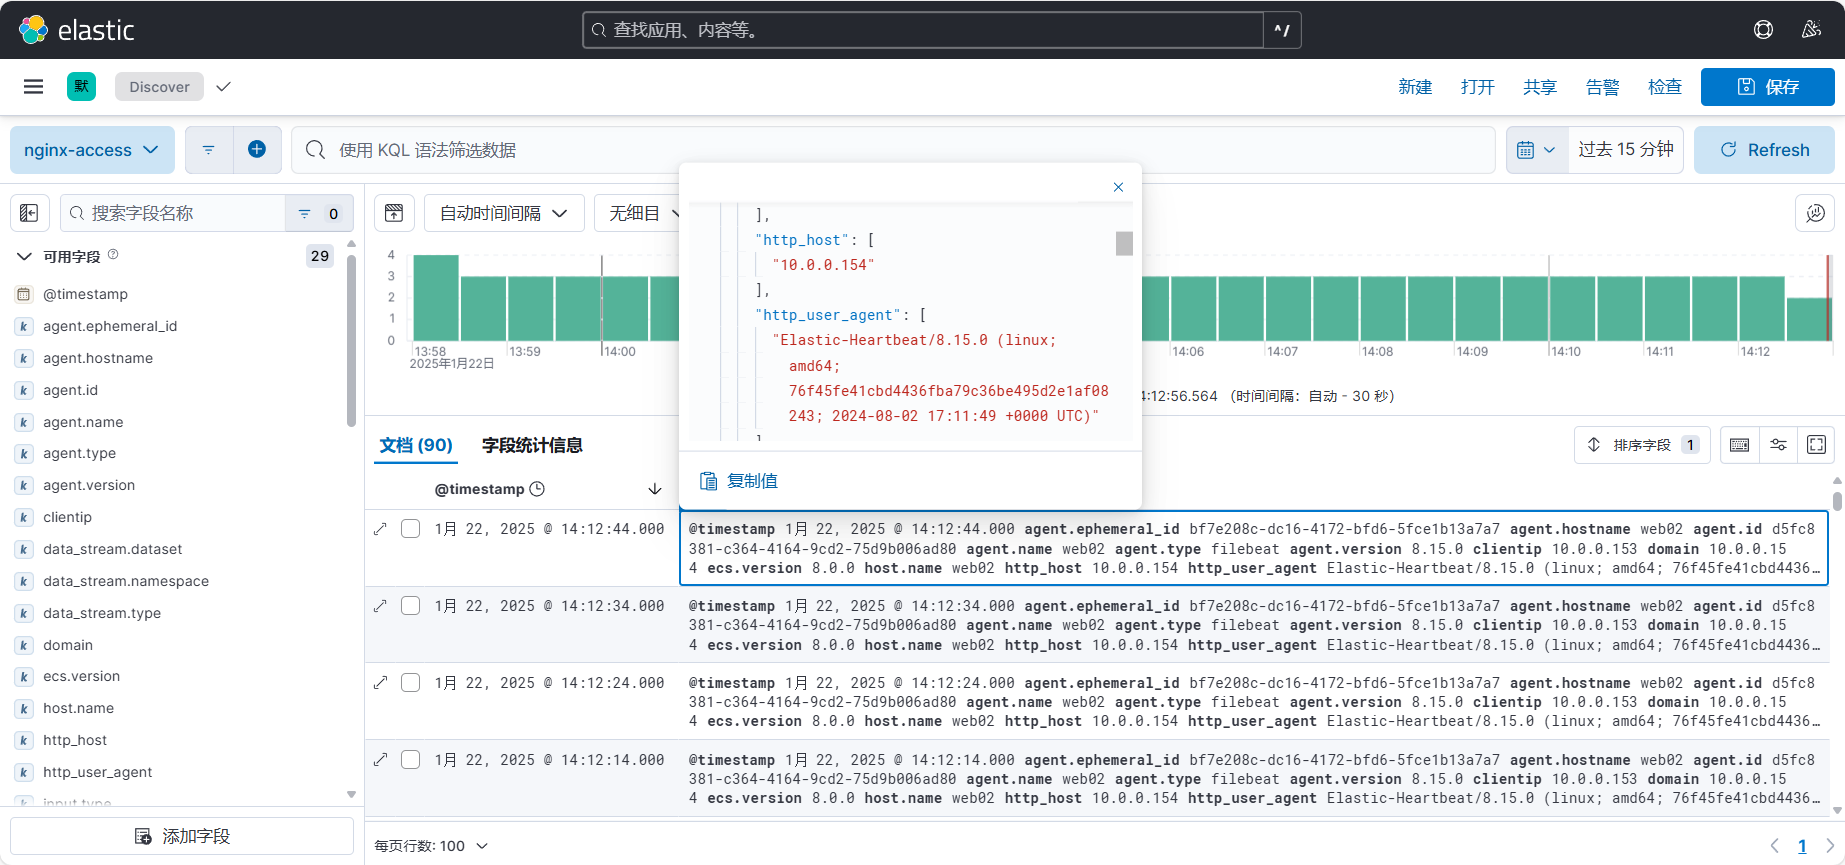 elastic
查找应用、内容等。
^/
默
Discover
新建
打开
共享
告警
检查
保存
nginx-access
使用 KQL 语法筛选数据
过去 15 分钟
Refresh
搜索字段名称
0
自动时间间隔
无细目
可用字段
29
@timestamp
agent.ephemeral_id
agent.hostname
agent.id
agent.name
agent.type
agent.version
clientip
data_stream.dataset
data_stream.namespace
data_stream.type
domain
ecs.version
host.name
http_host
http_user_agent
input.type
添加字段
4
3
2
1
0
13:58
2025年1月22日
13:59
14:00
14:06
14:07
14:08
14:09
14:10
14:11
14:12
4:12:56.564 （时间间隔：自动 - 30 秒）
],
"http_host": [
"10.0.0.154"
],
"http_user_agent": [
"Elastic-Heartbeat/8.15.0 (linux;
amd64;
76f45fe41cbd4436fba79c36be495d2e1af08
243; 2024-08-02 17:11:49 +0000 UTC)"
]
复制值
文档 (90)
字段统计信息
排序字段 1
@timestamp
1月 22, 2025 @ 14:12:44.000
@timestamp 1月 22, 2025 @ 14:12:44.000 agent.ephemeral_id bf7e208c-dc16-4172-bfd6-5fce1b13a7a7 agent.hostname web02 agent.id d5fc8
381-c364-4164-9cd2-75d9b006ad80 agent.name web02 agent.type filebeat agent.version 8.15.0 clientip 10.0.0.153 domain 10.0.0.15
4 ecs.version 8.0.0 host.name web02 http_host 10.0.0.154 http_user_agent Elastic-Heartbeat/8.15.0 (linux; amd64; 76f45fe41cbd4436…
1月 22, 2025 @ 14:12:34.000
@timestamp 1月 22, 2025 @ 14:12:34.000 agent.ephemeral_id bf7e208c-dc16-4172-bfd6-5fce1b13a7a7 agent.hostname web02 agent.id d5fc8
381-c364-4164-9cd2-75d9b006ad80 agent.name web02 agent.type filebeat agent.version 8.15.0 clientip 10.0.0.153 domain 10.0.0.15
4 ecs.version 8.0.0 host.name web02 http_host 10.0.0.154 http_user_agent Elastic-Heartbeat/8.15.0 (linux; amd64; 76f45fe41cbd4436…
1月 22, 2025 @ 14:12:24.000
@timestamp 1月 22, 2025 @ 14:12:24.000 agent.ephemeral_id bf7e208c-dc16-4172-bfd6-5fce1b13a7a7 agent.hostname web02 agent.id d5fc8
381-c364-4164-9cd2-75d9b006ad80 agent.name web02 agent.type filebeat agent.version 8.15.0 clientip 10.0.0.153 domain 10.0.0.15
4 ecs.version 8.0.0 host.name web02 http_host 10.0.0.154 http_user_agent Elastic-Heartbeat/8.15.0 (linux; amd64; 76f45fe41cbd4436…
1月 22, 2025 @ 14:12:14.000
@timestamp 1月 22, 2025 @ 14:12:14.000 agent.ephemeral_id bf7e208c-dc16-4172-bfd6-5fce1b13a7a7 agent.hostname web02 agent.id d5fc8
381-c364-4164-9cd2-75d9b006ad80 agent.name web02 agent.type filebeat agent.version 8.15.0 clientip 10.0.0.153 domain 10.0.0.15
4 ecs.version 8.0.0 host.name web02 http_host 10.0.0.154 http_user_agent Elastic-Heartbeat/8.15.0 (linux; amd64; 76f45fe41cbd4436…
每页行数: 100
1